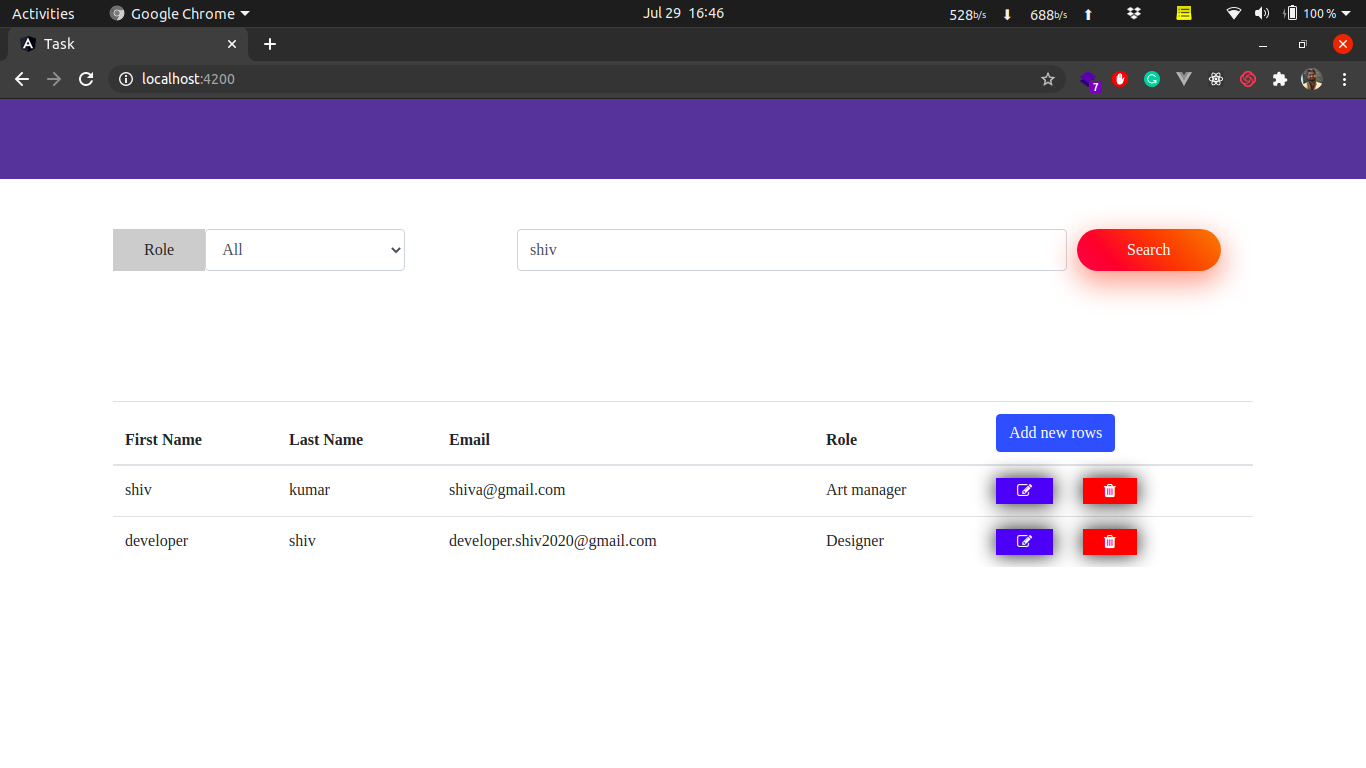 Activities Google Chrome Jul 29 16:46 528b/s 688b/s 100 %
Task
localhost:4200 7
Role All shiv Search
First Name Last Name Email Role Add new rows
shiv kumar shiva@gmail.com Art manager
developer shiv developer.shiv2020@gmail.com Designer